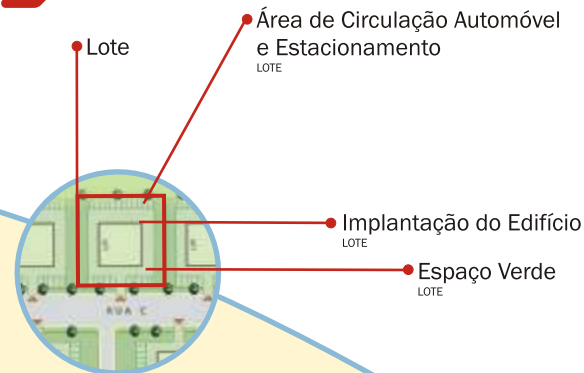 Área de Circulação Automóvel
e Estacionamento
LOTE
Lote
Implantação do Edifício
LOTE
Espaço Verde
LOTE
RUA C